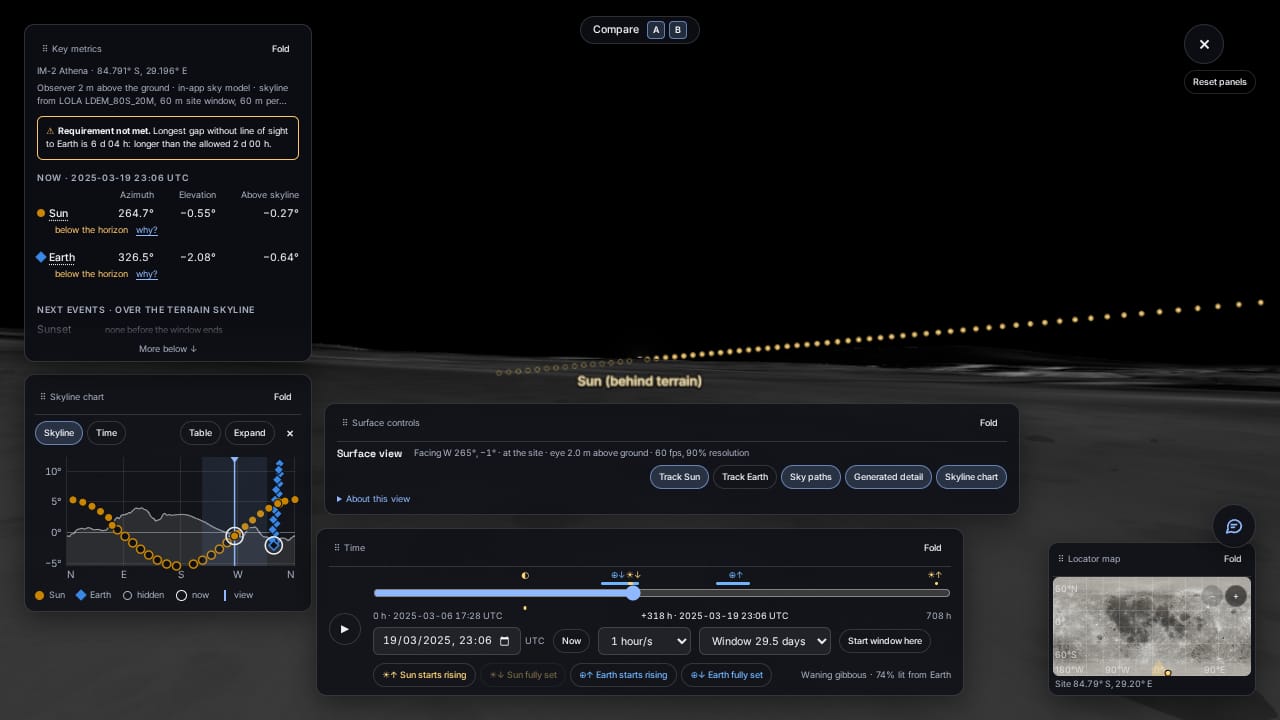 Compare A B
Reset panels
Key metrics Fold
IM-2 Athena · 84.791° S, 29.196° E
Observer 2 m above the ground · in-app sky model · skyline
from LOLA LDEM_80S_20M, 60 m site window, 60 m per…
⚠ Requirement not met. Longest gap without line of sight
to Earth is 6 d 04 h: longer than the allowed 2 d 00 h.
NOW · 2025-03-19 23:06 UTC
Azimuth Elevation Above skyline
Sun 264.7° −0.55° −0.27°
below the horizon why?
Earth 326.5° −2.08° −0.64°
below the horizon why?
NEXT EVENTS · OVER THE TERRAIN SKYLINE
Sunset none before the window ends
More below ↓
Sun (behind terrain)
Skyline chart Fold
Skyline Time Table Expand ×
10°
5°
0°
−5°
N E S W N
Sun Earth hidden now view
Surface controls Fold
Surface view Facing W 265°, −1° · at the site · eye 2.0 m above ground · 60 fps, 90% resolution
Track Sun Track Earth Sky paths Generated detail Skyline chart
▶ About this view
Time Fold
0 h · 2025-03-06 17:28 UTC +318 h · 2025-03-19 23:06 UTC 708 h
19/03/2025, 23:06 UTC Now 1 hour/s Window 29.5 days Start window here
☀↑ Sun starts rising ☀↓ Sun fully set ⊕↑ Earth starts rising ⊕↓ Earth fully set Waning gibbous · 74% lit from Earth
Locator map Fold
60°N
0°
60°S
180°W 90°W 90°E
Site 84.79° S, 29.20° E